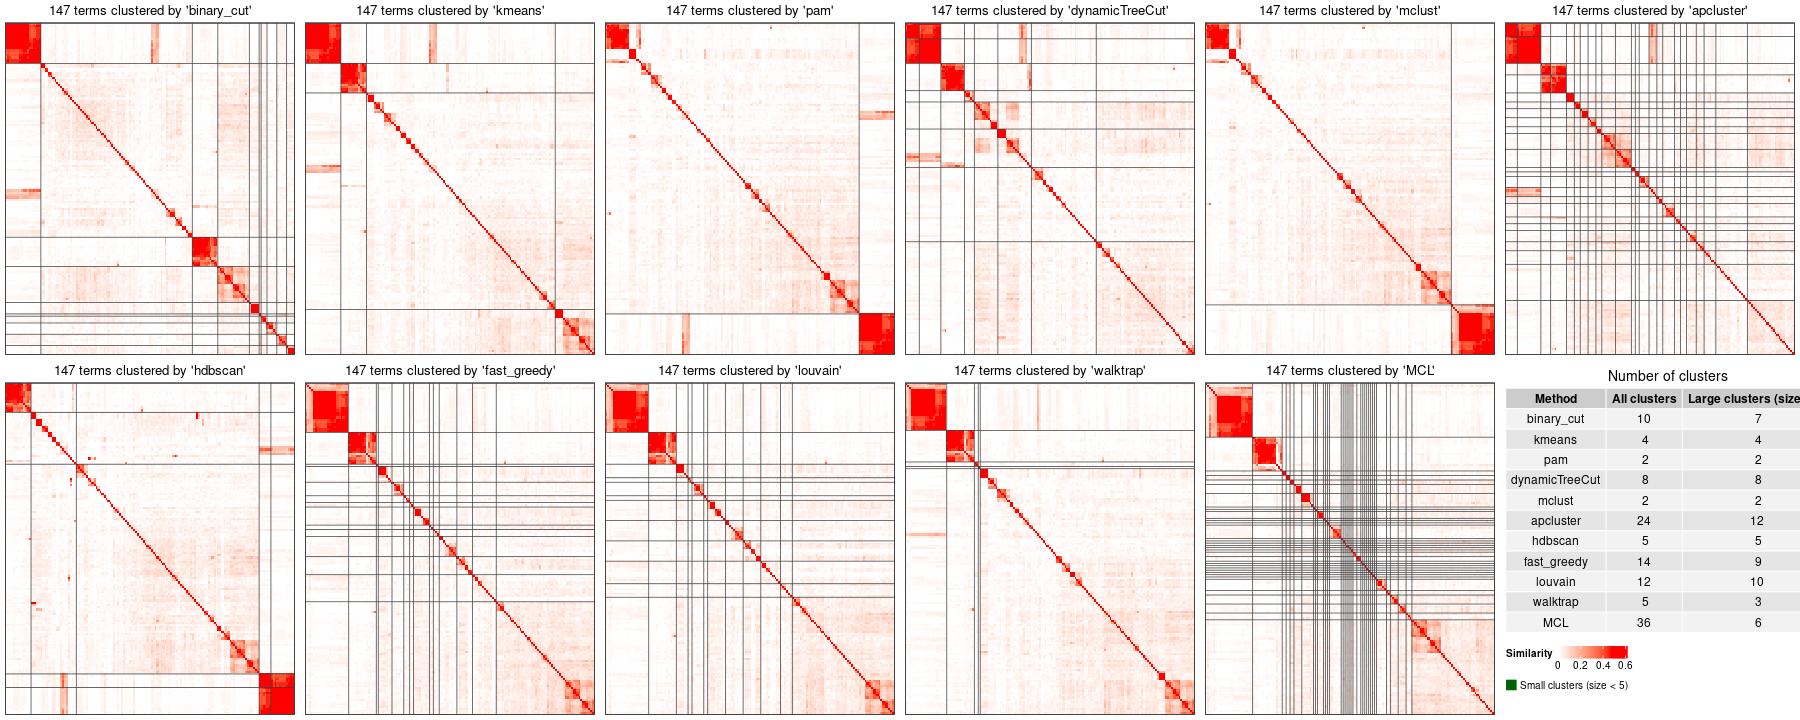 147 terms clustered by 'binary_cut'
147 terms clustered by 'kmeans'
147 terms clustered by 'pam'
147 terms clustered by 'dynamicTreeCut'
147 terms clustered by 'mclust'
147 terms clustered by 'apcluster'
147 terms clustered by 'hdbscan'
147 terms clustered by 'fast_greedy'
147 terms clustered by 'louvain'
147 terms clustered by 'walktrap'
147 terms clustered by 'MCL'
Number of clusters
Method All clusters Large clusters (size
binary_cut 10 7
kmeans 4 4
pam 2 2
dynamicTreeCut 8 8
mclust 2 2
apcluster 24 12
hdbscan 5 5
fast_greedy 14 9
louvain 12 10
walktrap 5 3
MCL 36 6
Similarity
0 0.2 0.4 0.6
Small clusters (size < 5)